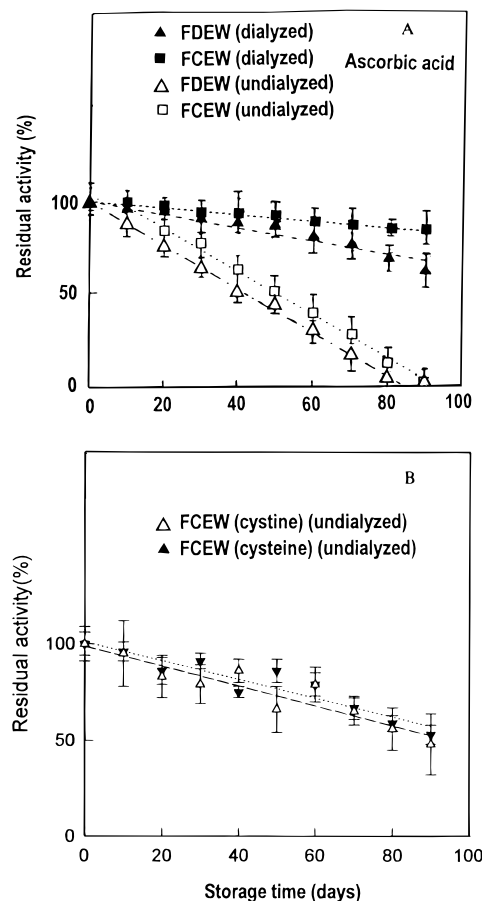 A
Ascorbic acid
FDEW (dialyzed)
FCEW (dialyzed)
FDEW (undialyzed)
FCEW (undialyzed)
Residual activity (%)
100
50
0
0
20
40
60
80
100
B
FCEW (cystine) (undialyzed)
FCEW (cysteine) (undialyzed)
Residual activity (%)
100
50
0
0
20
40
60
80
100
Storage time (days)